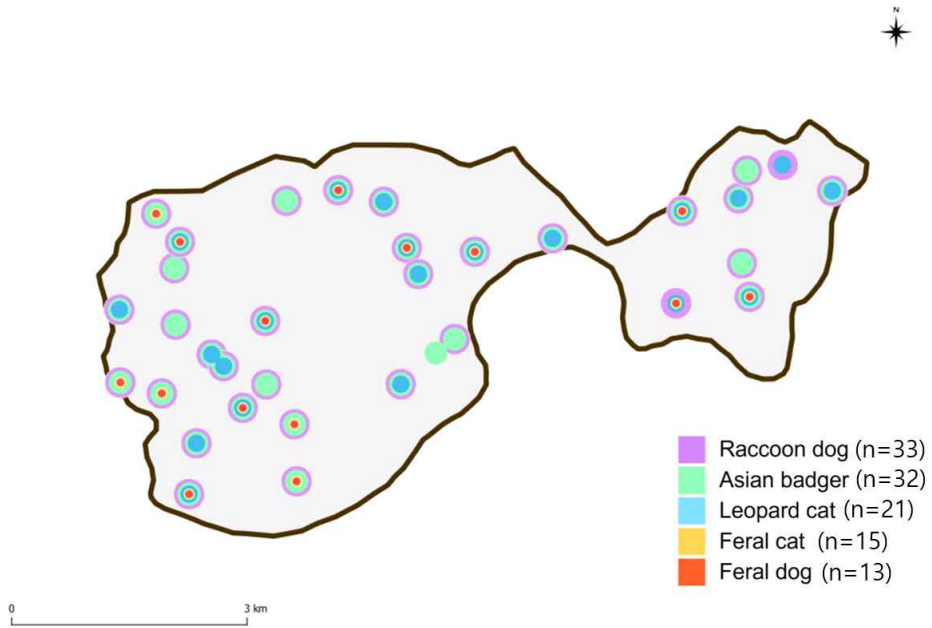 N
Raccoon dog (n=33)
Asian badger (n=32)
Leopard cat (n=21)
Feral cat (n=15)
Feral dog (n=13)
0 3 km